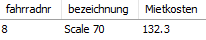 fahrradnr bezeichnung Mietkosten
8 Scale 70 132.3